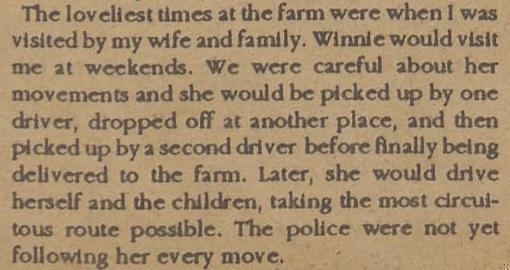 The loveliest times at the farm were when I was
visited by my wife and family. Winnie would visit
me at weekends. We were careful about her
movements and she would be picked up by one
driver, dropped off at another place, and then
picked up by a second driver before finally being
delivered to the farm. Later, she would drive
herself and the children, taking the most circui-
tous route possible. The police were not yet
following her every move.